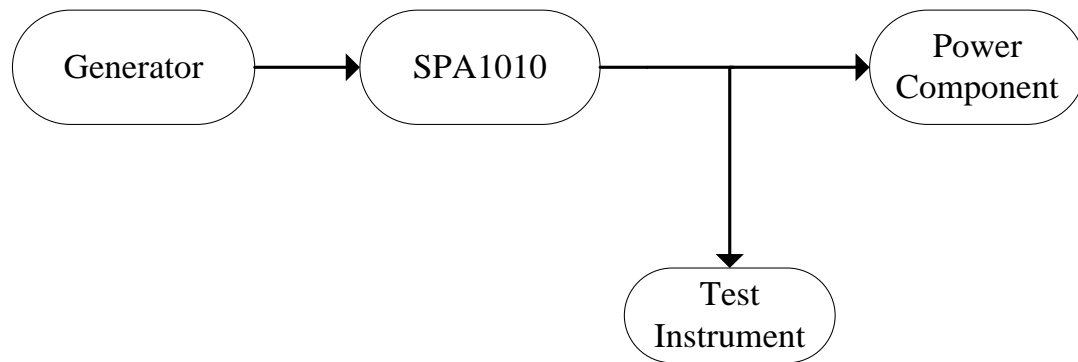 Generator
SPA1010
Power
Component
Test
Instrument